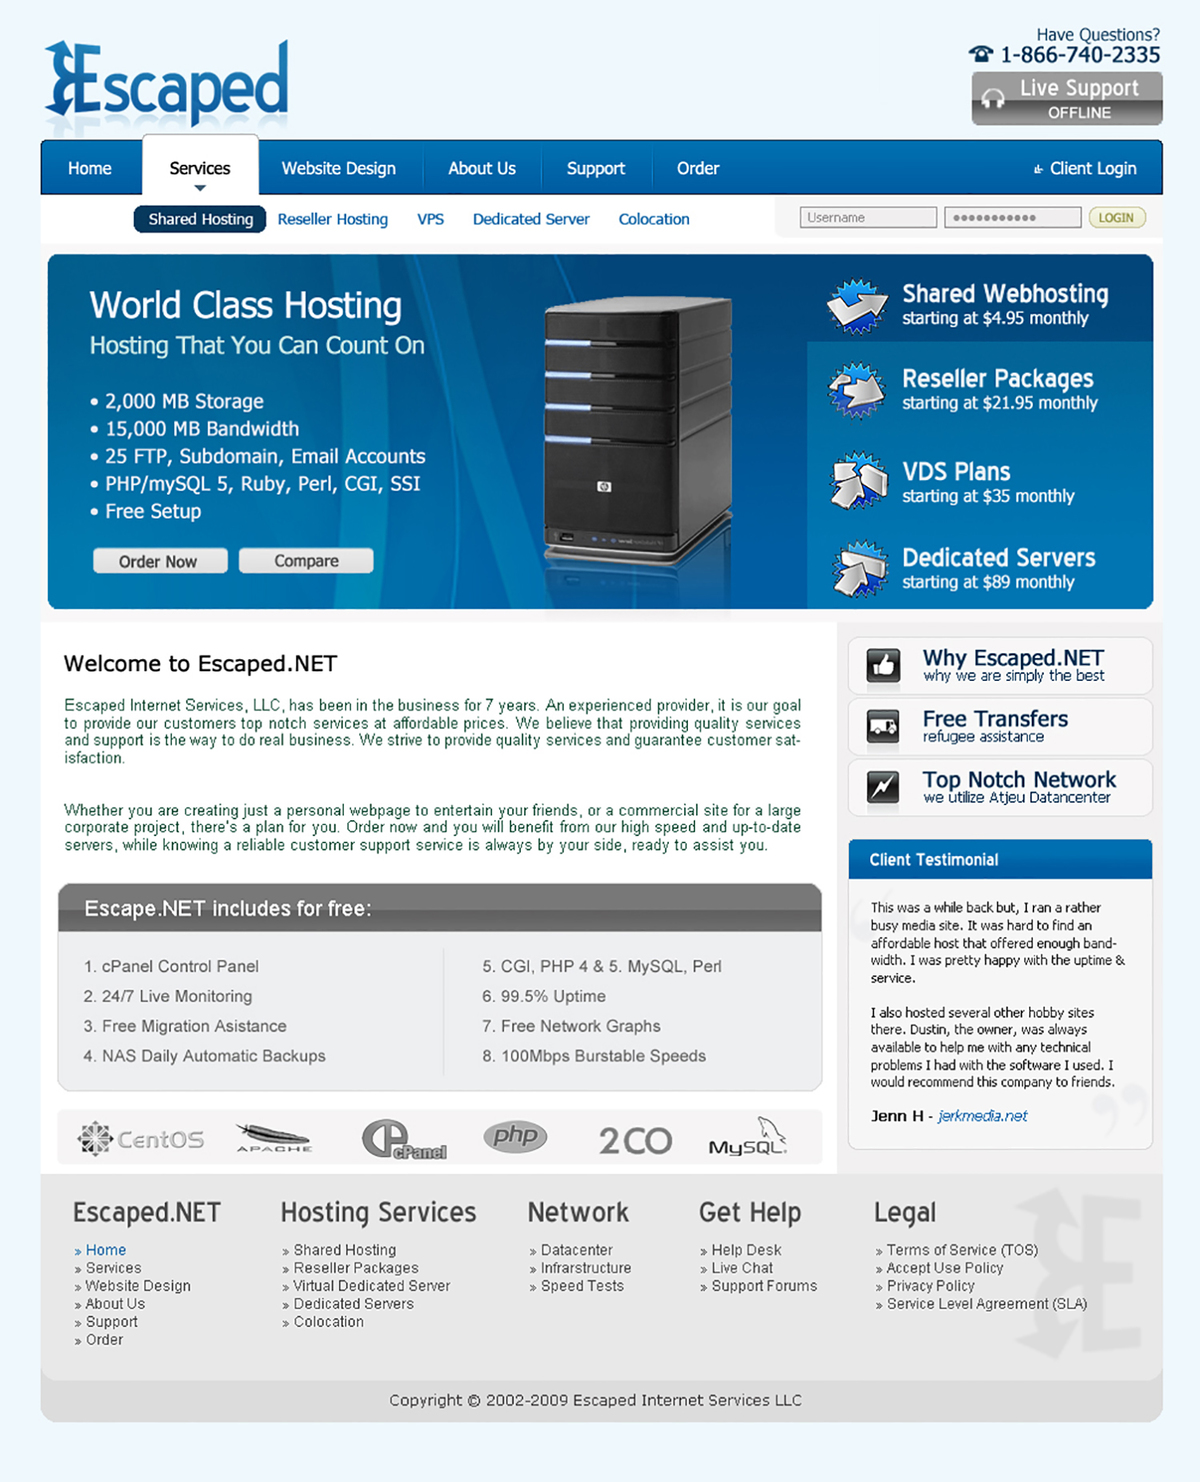 Escaped
Have Questions?
1-866-740-2335
Live Support
OFFLINE
Home Services Website Design About Us Support Order Client Login
Shared Hosting Reseller Hosting VPS Dedicated Server Colocation Username LOGIN
World Class Hosting
Hosting That You Can Count On
• 2,000 MB Storage
• 15,000 MB Bandwidth
• 25 FTP, Subdomain, Email Accounts
• PHP/mySQL 5, Ruby, Perl, CGI, SSI
• Free Setup
Order Now Compare
hp
Shared Webhosting
starting at $4.95 monthly
Reseller Packages
starting at $21.95 monthly
VDS Plans
starting at $35 monthly
Dedicated Servers
starting at $89 monthly
Welcome to Escaped.NET
Escaped Internet Services, LLC, has been in the business for 7 years. An experienced provider, it is our goal
to provide our customers top notch services at affordable prices. We believe that providing quality services
and support is the way to do real business. We strive to provide quality services and guarantee customer sat-
isfaction.
Whether you are creating just a personal webpage to entertain your friends, or a commercial site for a large
corporate project, there's a plan for you. Order now and you will benefit from our high speed and up-to-date
servers, while knowing a reliable customer support service is always by your side, ready to assist you.
Escape.NET includes for free:
1. cPanel Control Panel
2. 24/7 Live Monitoring
3. Free Migration Asistance
4. NAS Daily Automatic Backups
5. CGI, PHP 4 & 5. MySQL, Perl
6. 99.5% Uptime
7. Free Network Graphs
8. 100Mbps Burstable Speeds
CentOS APACHE cPanel php 2CO MySQL
Why Escaped.NET
why we are simply the best
Free Transfers
refugee assistance
Top Notch Network
we utilize Atjeu Datancenter
Client Testimonial
This was a while back but, I ran a rather
busy media site. It was hard to find an
affordable host that offered enough band-
width. I was pretty happy with the uptime &
service.
I also hosted several other hobby sites
there. Dustin, the owner, was always
available to help me with any technical
problems I had with the software I used. I
would recommend this company to friends.
Jenn H - jerkmedia.net
Escaped.NET
» Home
» Services
» Website Design
» About Us
» Support
» Order
Hosting Services
» Shared Hosting
» Reseller Packages
» Virtual Dedicated Server
» Dedicated Servers
» Colocation
Network
» Datacenter
» Infrarstructure
» Speed Tests
Get Help
» Help Desk
» Live Chat
» Support Forums
Legal
» Terms of Service (TOS)
» Accept Use Policy
» Privacy Policy
» Service Level Agreement (SLA)
Copyright © 2002-2009 Escaped Internet Services LLC